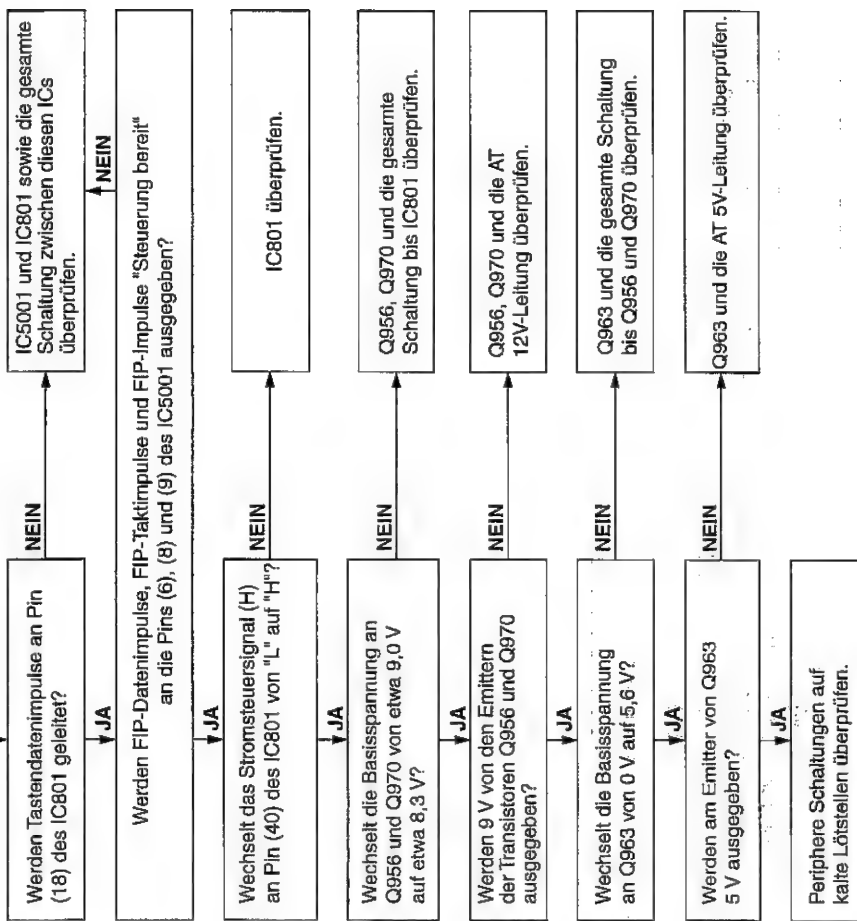 Werden Tastendatenimpulse an Pin
(18) des IC801 geleitet?
NEIN
IC5001 und IC801 sowie die gesamte
Schaltung zwischen diesen ICs
überprüfen.
JA
NEIN
Werden FIP-Datenimpulse, FIP-Taktimpulse und FIP-Impulse "Steuerung bereit"
an die Pins (6), (8) und (9) des IC5001 ausgegeben?
JA
Wechselt das Stromsteuersignal (H)
an Pin (40) des IC801 von "L" auf "H"?
NEIN
IC801 überprüfen.
JA
Wechselt die Basisspannung an
Q956 und Q970 von etwa 9,0 V
auf etwa 8,3 V?
NEIN
Q956, Q970 und die gesamte
Schaltung bis IC801 überprüfen.
JA
Werden 9 V von den Emittern
der Transistoren Q956 und Q970
ausgegeben?
NEIN
Q956, Q970 und die AT
12V-Leitung überprüfen.
JA
Wechselt die Basisspannung
an Q963 von 0 V auf 5,6 V?
NEIN
Q963 und die gesamte Schaltung
bis Q956 und Q970 überprüfen.
JA
Werden am Emitter von Q963
5 V ausgegeben?
NEIN
Q963 und die AT 5V-Leitung überprüfen.
JA
Periphere Schaltungen auf
kalte Lötstellen überprüfen.